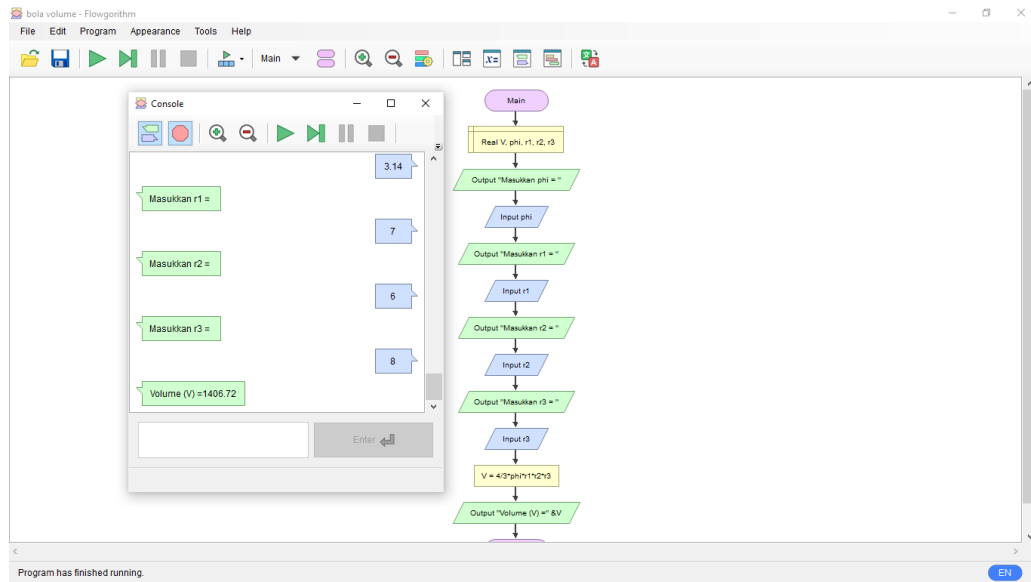 bola volume - Flowgorithm
File Edit Program Appearance Tools Help
Main
Console
3.14
Masukkan r1 =
7
Masukkan r2 =
6
Masukkan r3 =
8
Volume (V) =1406.72
Enter
Main
Real V, phi, r1, r2, r3
Output "Masukkan phi = "
Input phi
Output "Masukkan r1 = "
Input r1
Output "Masukkan r2 = "
Input r2
Output "Masukkan r3 = "
Input r3
V = 4/3*phi*r1*r2*r3
Output "Volume (V) =" &V
Program has finished running.
EN